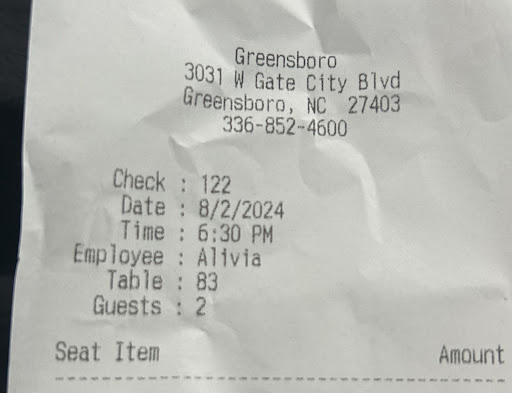 Greensboro
3031 W Gate City Blvd
Greensboro, NC 27403
336-852-4600
Check : 122
Date : 8/2/2024
Time : 6:30 PM
Employee : Alivia
Table : 83
Guests : 2
Seat Item Amount
--------------------------------